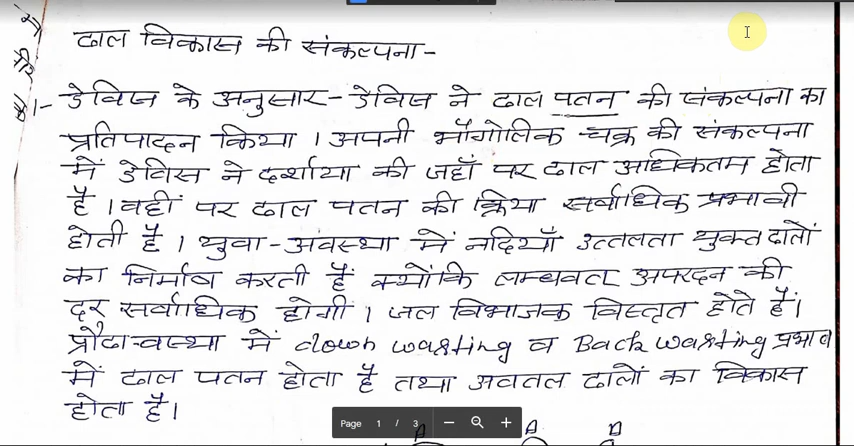 ढाल विकास की संकल्पना-
1- डेविस के अनुसार- डेविस ने ढाल पतन की संकल्पना का
प्रतिपादन किया । अपनी भौगोलिक चक्र की संकल्पना
में डेविस ने दर्शाया की जहाँ पर ढाल अधिकतम होता
है । वहीं पर ढाल पतन की क्रिया सर्वाधिक प्रभावी
होती है । युवा-अवस्था में नदियाँ उत्तलता युक्त ढालों
का निर्माण करती हैं क्योंकि लम्बवत अपरदन की
दर सर्वाधिक होगी । जल विभाजक विस्तृत होते हैं।
प्रौढावस्था में down wasting व Back wasting प्रभाव
में ढाल पतन होता है तथा अवतल ढालों का विकास
होता है।
Page 1 / 3